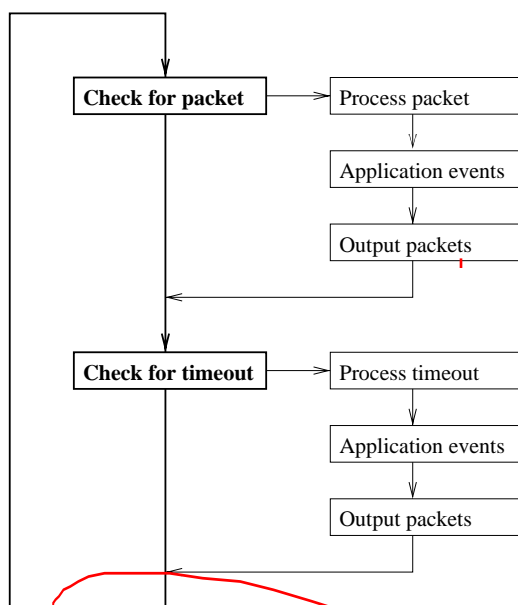 Check for packet
Process packet
Application events
Output packets
Check for timeout
Process timeout
Application events
Output packets